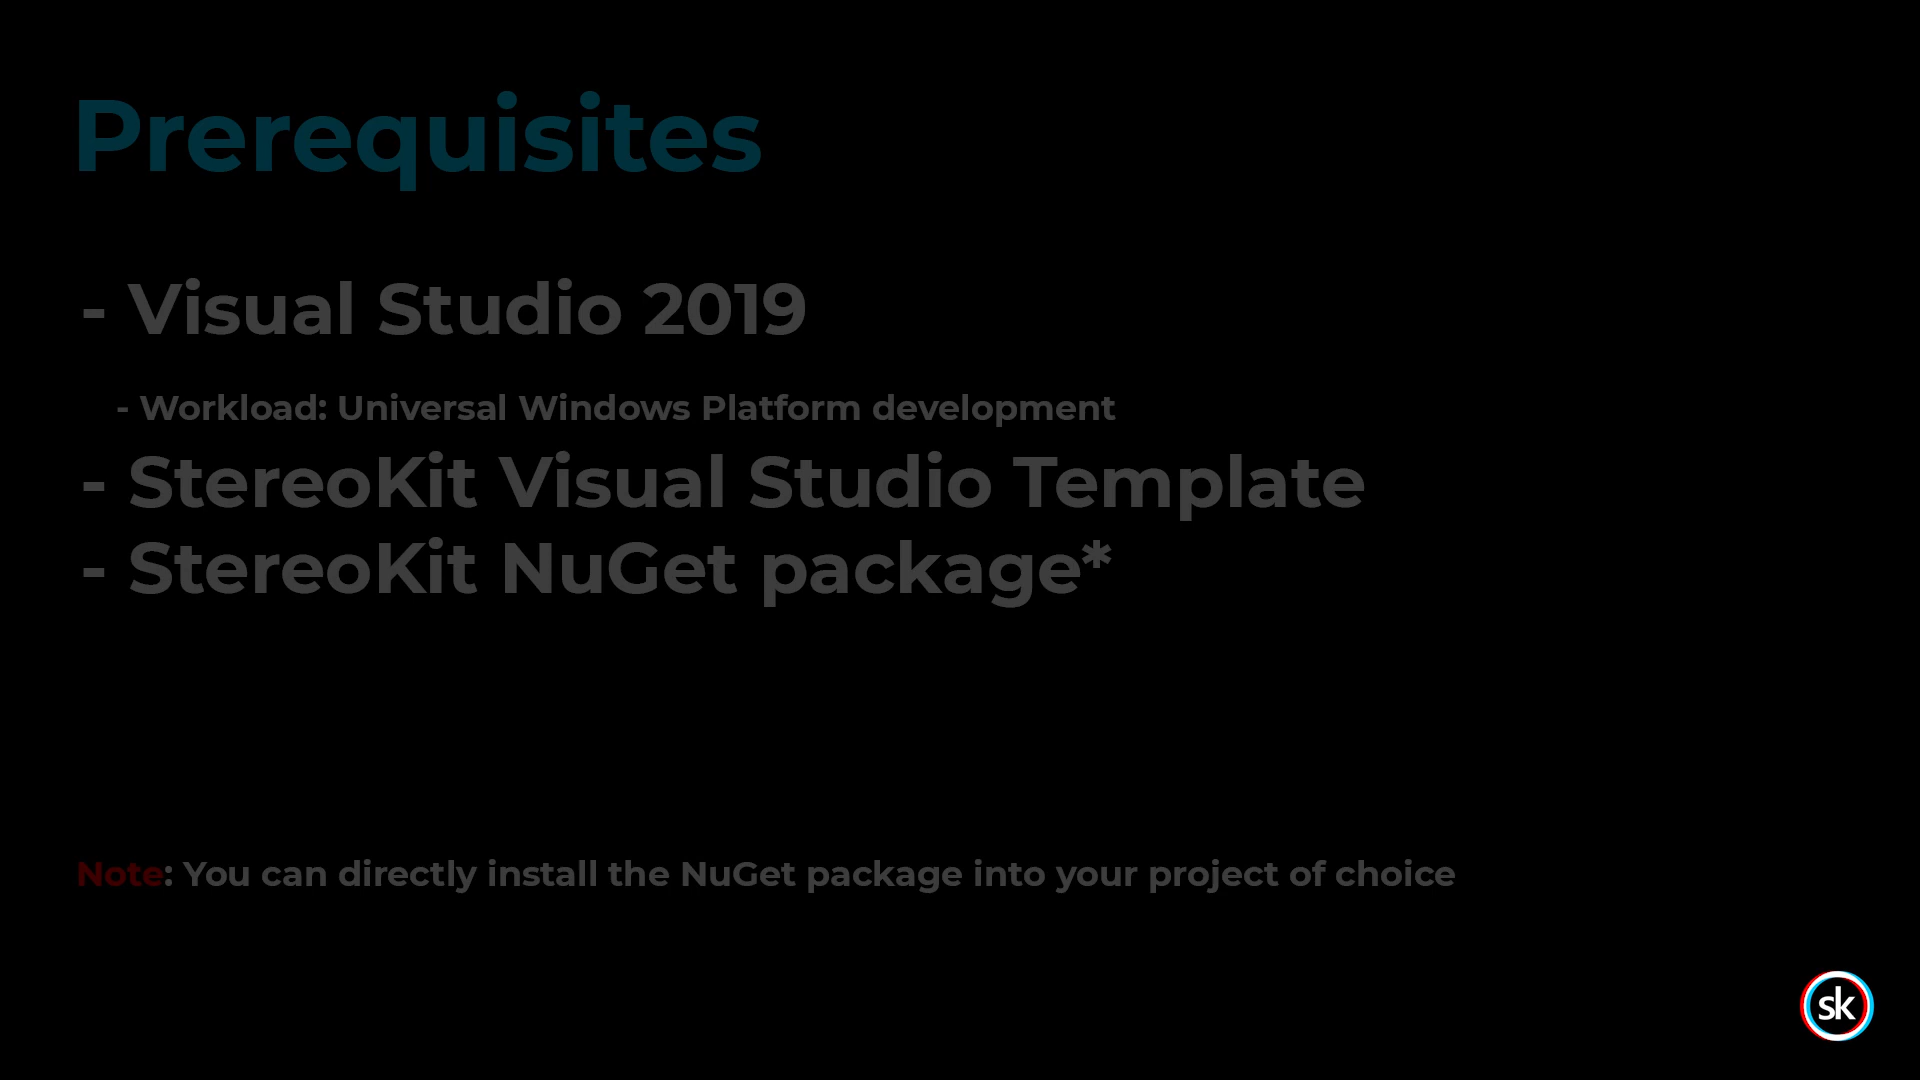 Prerequisites
- Visual Studio 2019
- Workload: Universal Windows Platform development
- StereoKit Visual Studio Template
- StereoKit NuGet package*
Note: You can directly install the NuGet package into your project of choice
sk